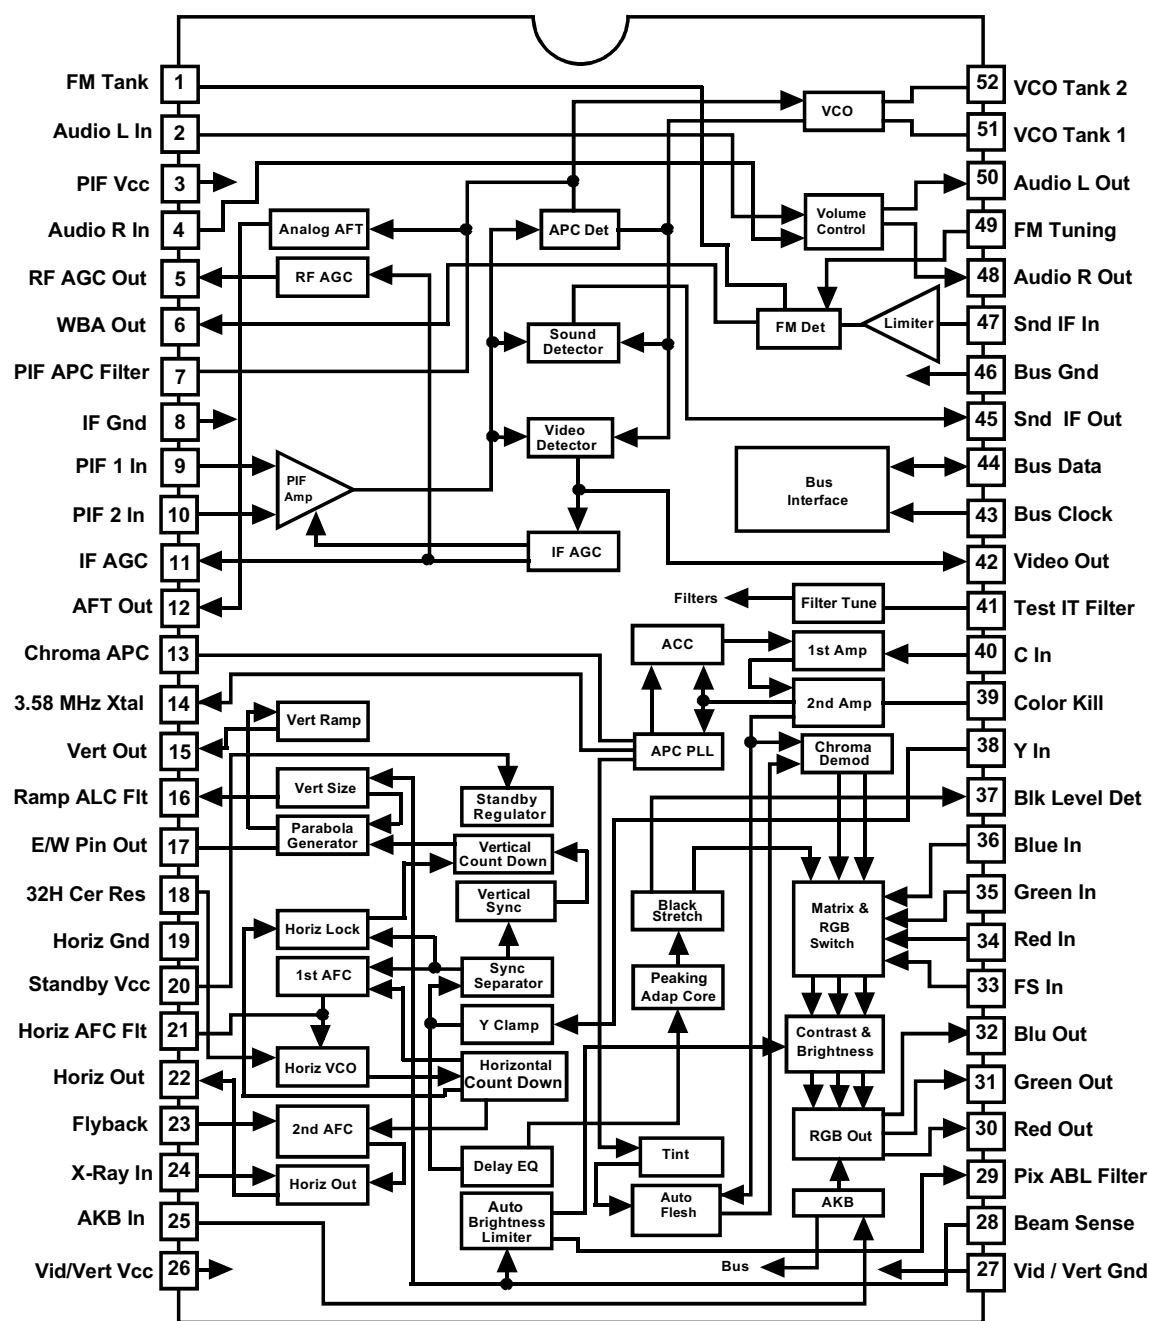 FM Tank 1
Audio L In 2
PIF Vcc 3
Audio R In 4
RF AGC Out 5
WBA Out 6
PIF APC Filter 7
IF Gnd 8
PIF 1 In 9
PIF 2 In 10
IF AGC 11
AFT Out 12
Chroma APC 13
3.58 MHz Xtal 14
Vert Out 15
Ramp ALC Flt 16
E/W Pin Out 17
32H Cer Res 18
Horiz Gnd 19
Standby Vcc 20
Horiz AFC Flt 21
Horiz Out 22
Flyback 23
X-Ray In 24
AKB In 25
Vid/Vert Vcc 26
52 VCO Tank 2
51 VCO Tank 1
50 Audio L Out
49 FM Tuning
48 Audio R Out
47 Snd IF In
46 Bus Gnd
45 Snd IF Out
44 Bus Data
43 Bus Clock
42 Video Out
41 Test IT Filter
40 C In
39 Color Kill
38 Y In
37 Blk Level Det
36 Blue In
35 Green In
34 Red In
33 FS In
32 Blu Out
31 Green Out
30 Red Out
29 Pix ABL Filter
28 Beam Sense
27 Vid / Vert Gnd
VCO
Volume
Control
Analog AFT
APC Det
RF AGC
FM Det
Limiter
Sound
Detector
Video
Detector
PIF
Amp
Bus
Interface
IF AGC
Filters
Filter Tune
ACC
1st Amp
2nd Amp
Vert Ramp
APC PLL
Chroma
Demod
Vert Size
Standby
Regulator
Parabola
Generator
Vertical
Count Down
Vertical
Sync
Black
Stretch
Matrix &
RGB
Switch
Horiz Lock
1st AFC
Sync
Separator
Peaking
Adap Core
Y Clamp
Contrast &
Brightness
Horiz VCO
Horizontal
Count Down
2nd AFC
RGB Out
Delay EQ
Tint
Horiz Out
Auto
Brightness
Limiter
Auto
Flesh
AKB
Bus